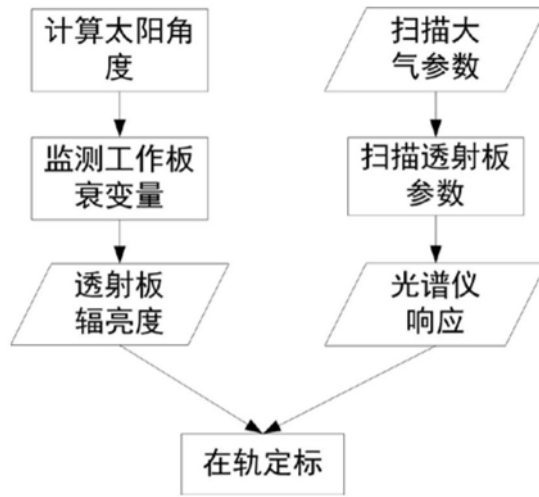 计算太阳角
度
监测工作板
衰变量
透射板
辐亮度
扫描大
气参数
扫描透射板
参数
光谱仪
响应
在轨定标